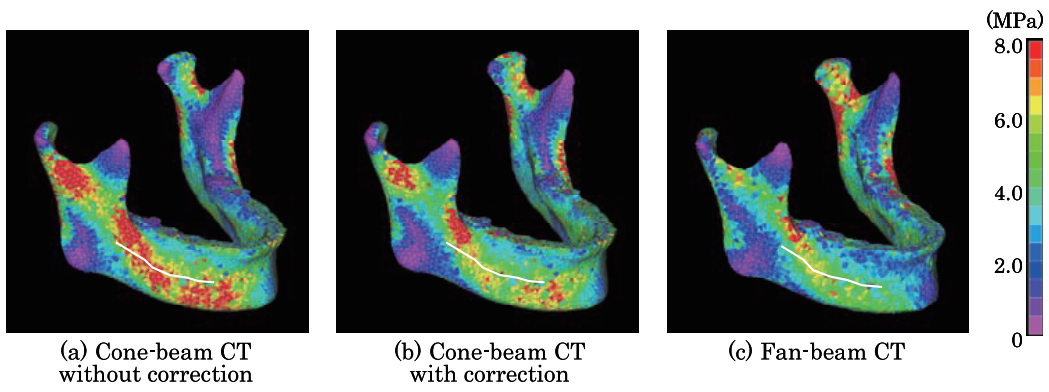 (MPa)
8.0
6.0
4.0
2.0
0
(a) Cone-beam CT
without correction
(b) Cone-beam CT
with correction
(c) Fan-beam CT